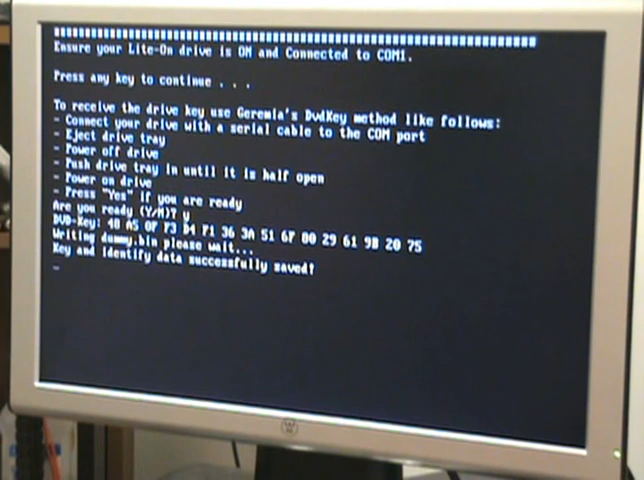 Ensure your Lite-On drive is ON and Connected to COM1.
Press any key to continue . . .
To receive the drive key use Geremia's DvdKey method like follows:
- Connect your drive with a serial cable to the COM port
- Eject drive tray
- Power off drive
- Push drive tray in until it is half open
- Power on drive
- Press "Yes" if you are ready
Are you ready (Y/N)? y
DVD-Key: 48 A5 0F F3 D4 F1 36 3A 51 6F 80 29 61 9B 20 75
Writing dummy.bin please wait...
Key and identify data successfully saved!